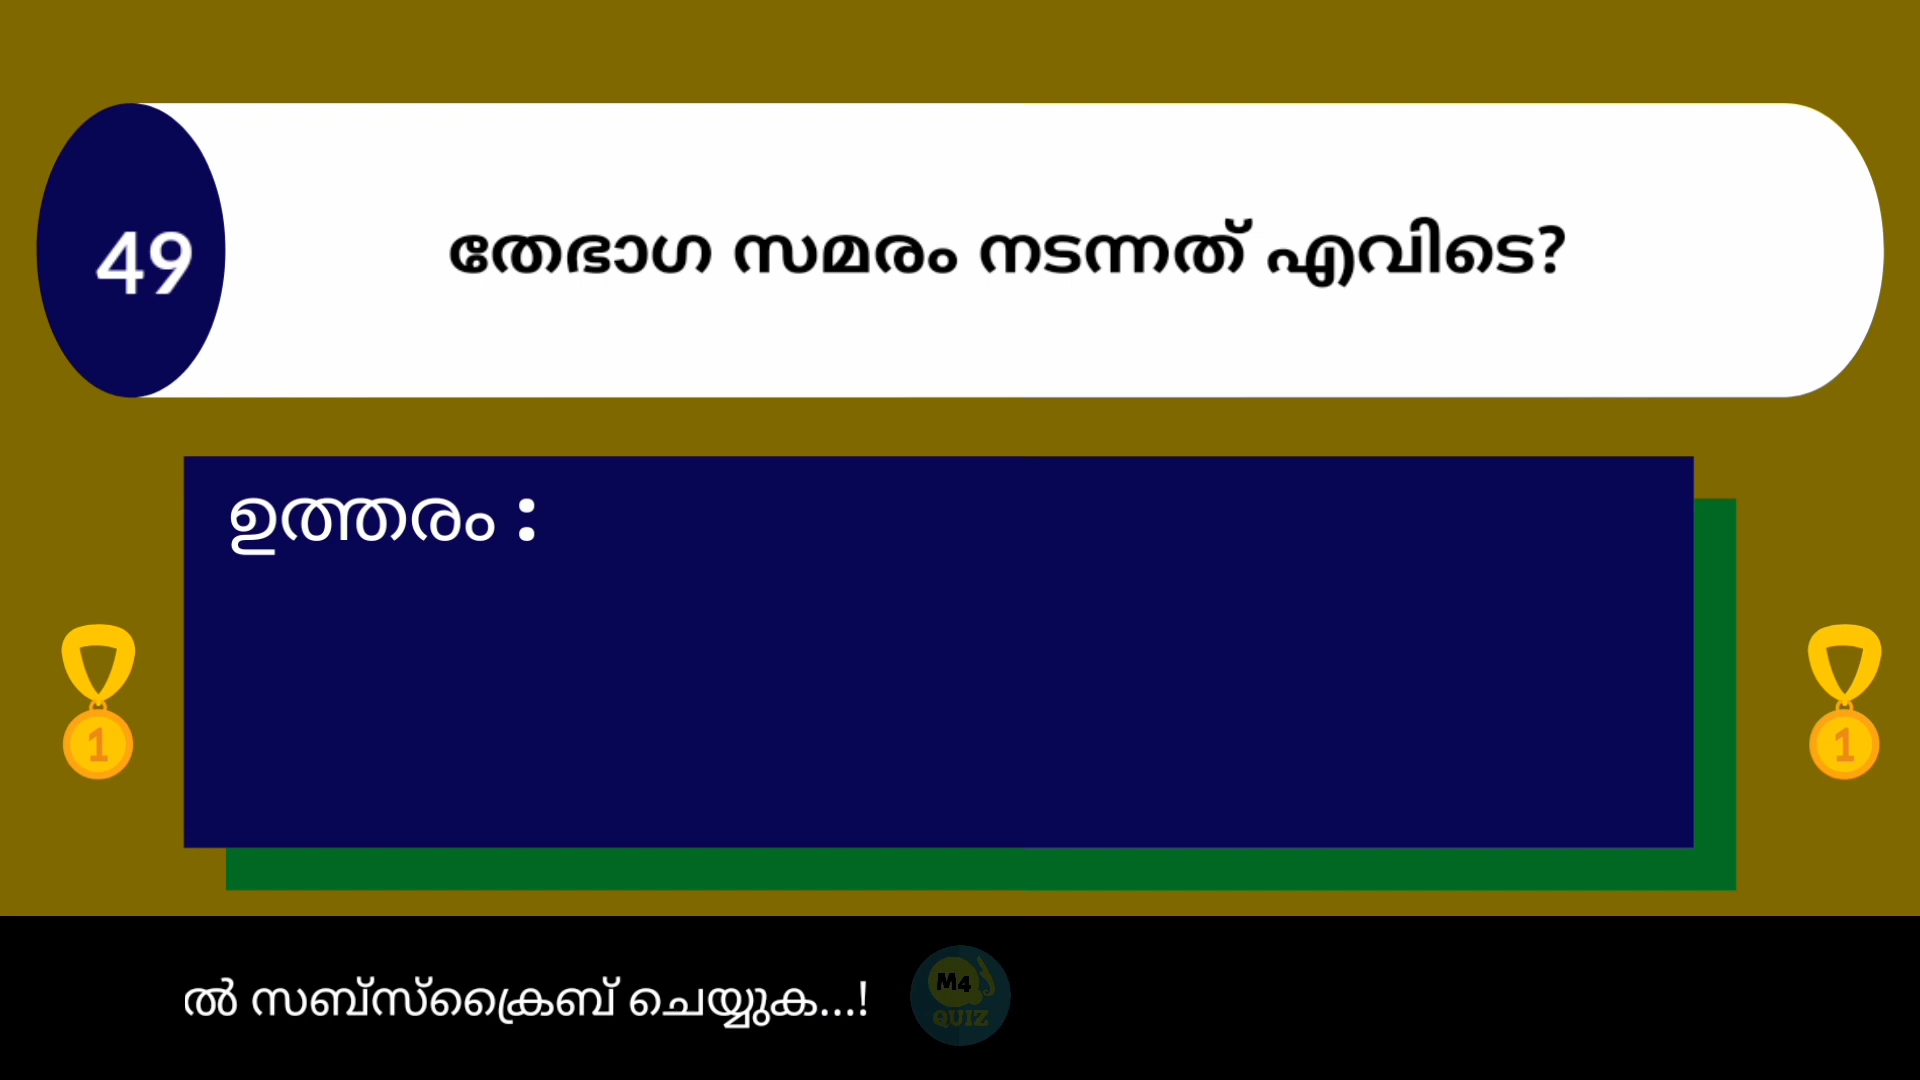 49
തേഭാഗ സമരം നടന്നത് എവിടെ?
ഉത്തരം :
1
1
ൽ സബ്സ്ക്രൈബ് ചെയ്യുക...!
M4
QUIZ